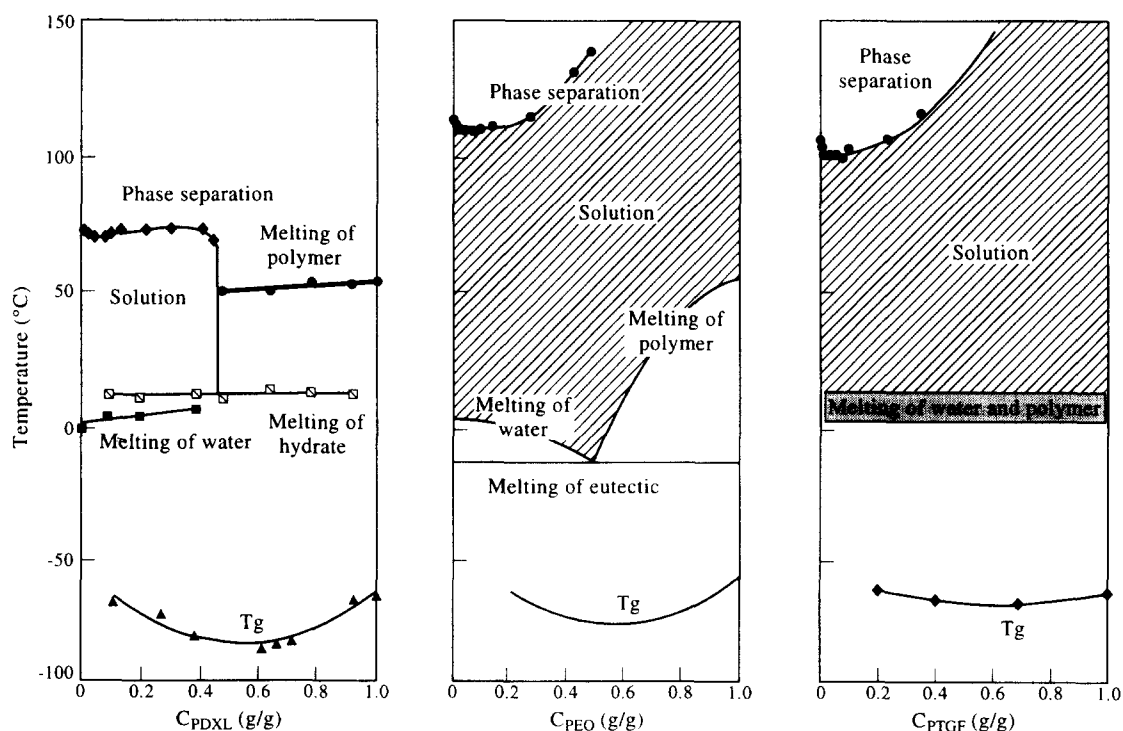 150
100
50
0
-50
-100
Temperature (°C)
Phase separation
Melting of
polymer
Solution
Melting of water
Melting of
hydrate
Tg
0
0.2
0.4
0.6
0.8
1.0
C_PDXL (g/g)
Phase separation
Solution
Melting of
polymer
Melting of
water
Melting of eutectic
Tg
0
0.2
0.4
0.6
0.8
1.0
C_PEO (g/g)
Phase
separation
Solution
Melting of water and polymer
Tg
0
0.2
0.4
0.6
0.8
1.0
C_PTGF (g/g)